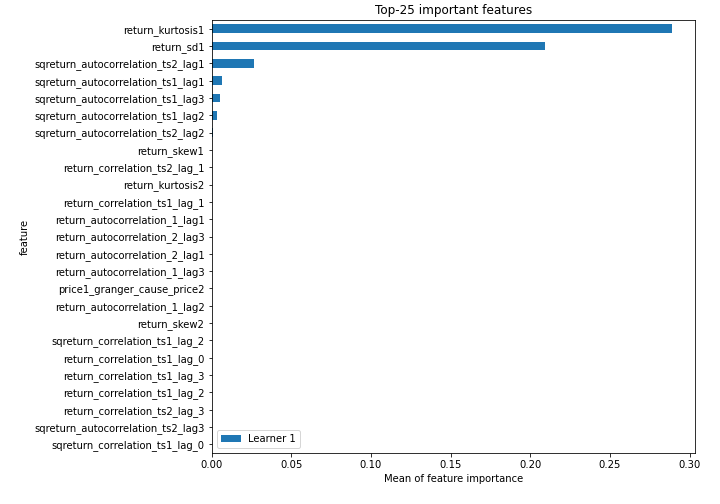 Top-25 important features
return_kurtosis1
return_sd1
sqreturn_autocorrelation_ts2_lag1
sqreturn_autocorrelation_ts1_lag1
sqreturn_autocorrelation_ts1_lag3
sqreturn_autocorrelation_ts1_lag2
sqreturn_autocorrelation_ts2_lag2
return_skew1
return_correlation_ts2_lag_1
return_kurtosis2
return_correlation_ts1_lag_1
return_autocorrelation_1_lag1
return_autocorrelation_2_lag3
return_autocorrelation_2_lag1
return_autocorrelation_1_lag3
price1_granger_cause_price2
return_autocorrelation_1_lag2
return_skew2
sqreturn_correlation_ts1_lag_2
return_correlation_ts1_lag_0
return_correlation_ts1_lag_3
return_correlation_ts1_lag_2
return_correlation_ts2_lag_3
sqreturn_autocorrelation_ts2_lag3
sqreturn_correlation_ts1_lag_0
feature
Learner 1
0.00 0.05 0.10 0.15 0.20 0.25 0.30
Mean of feature importance